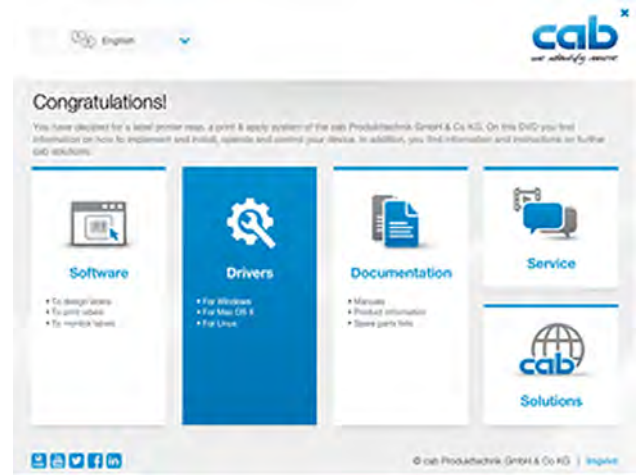 English
cab
we identify more
Congratulations!
You have decided for a label printer resp. a print & apply system of the cab Produkttechnik GmbH & Co KG. On this DVD you find
information on how to implement and install, operate and control your device. In addition, you find information and instructions on further
cab solutions.
Software
• To design labels
• To print labels
• To monitor labels
Drivers
• For Windows
• For Mac OS X
• For Linux
Documentation
• Manuals
• Product information
• Spare parts lists
Service
cab
Solutions
© cab Produkttechnik GmbH & Co KG | Imprint